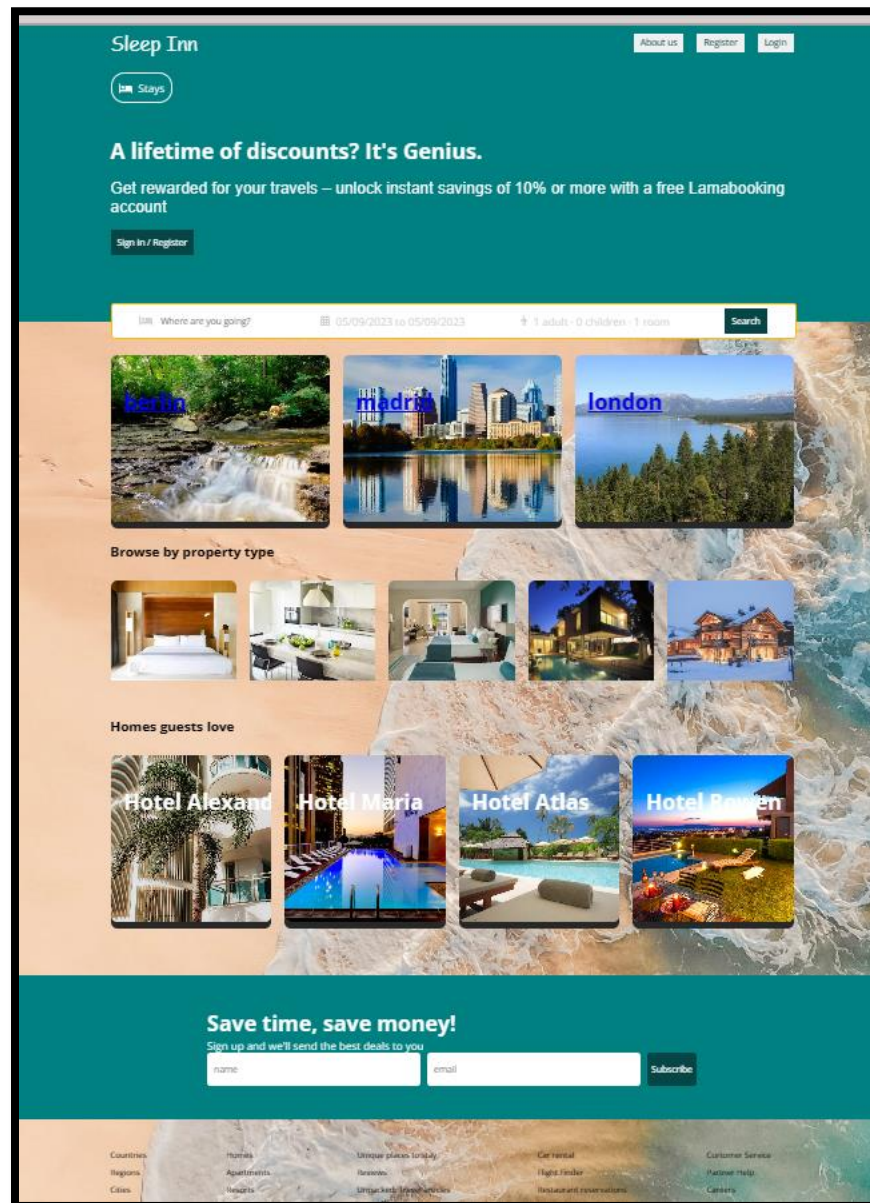 Sleep Inn
About us Register Login
Stays
A lifetime of discounts? It's Genius.
Get rewarded for your travels – unlock instant savings of 10% or more with a free Lamabooking
account
Sign in / Register
Where are you going? 05/09/2023 to 05/09/2023 1 adult · 0 children · 1 room Search
berlin madrid london
Browse by property type
Homes guests love
Hotel Alexand Hotel Maria Hotel Atlas Hotel Rowen
Save time, save money!
Sign up and we'll send the best deals to you
name email Subscribe
Countries Homes Unique places to stay Car rental Customer Service
Regions Apartments Reviews Flight Finder Partner Help
Cities Resorts Unpacked: Travel articles Restaurant reservations Careers